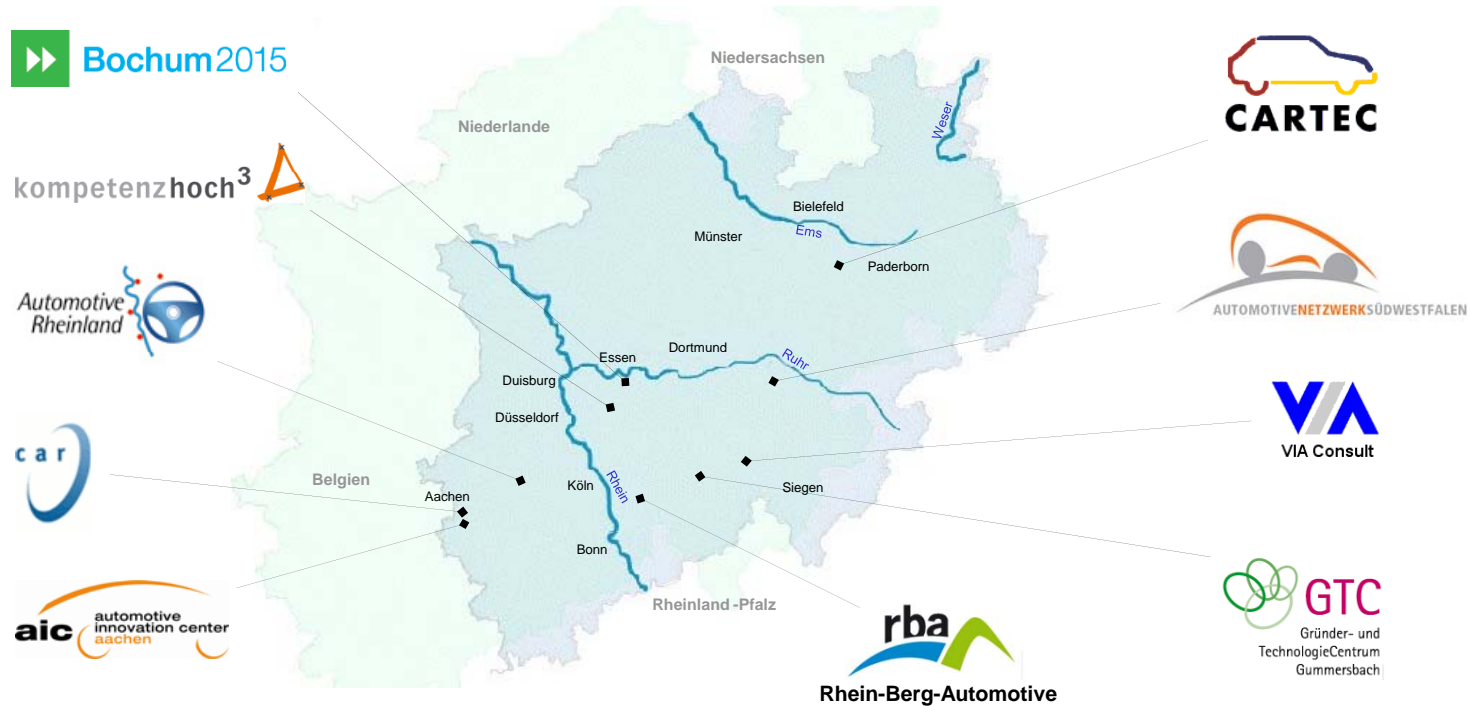 Bochum2015
kompetenzhoch³
Automotive
Rheinland
car
aic
automotive
innovation center
aachen
Niedersachsen
Niederlande
Weser
Bielefeld
Ems
Münster
Paderborn
Dortmund
Ruhr
Essen
Duisburg
Düsseldorf
Belgien
Köln
Rhein
Siegen
Aachen
Bonn
Rheinland -Pfalz
rba
Rhein-Berg-Automotive
CARTEC
AUTOMOTIVENETZWERKSÜDWESTFALEN
VIA
VIA Consult
GTC
Gründer- und
TechnologieCentrum
Gummersbach